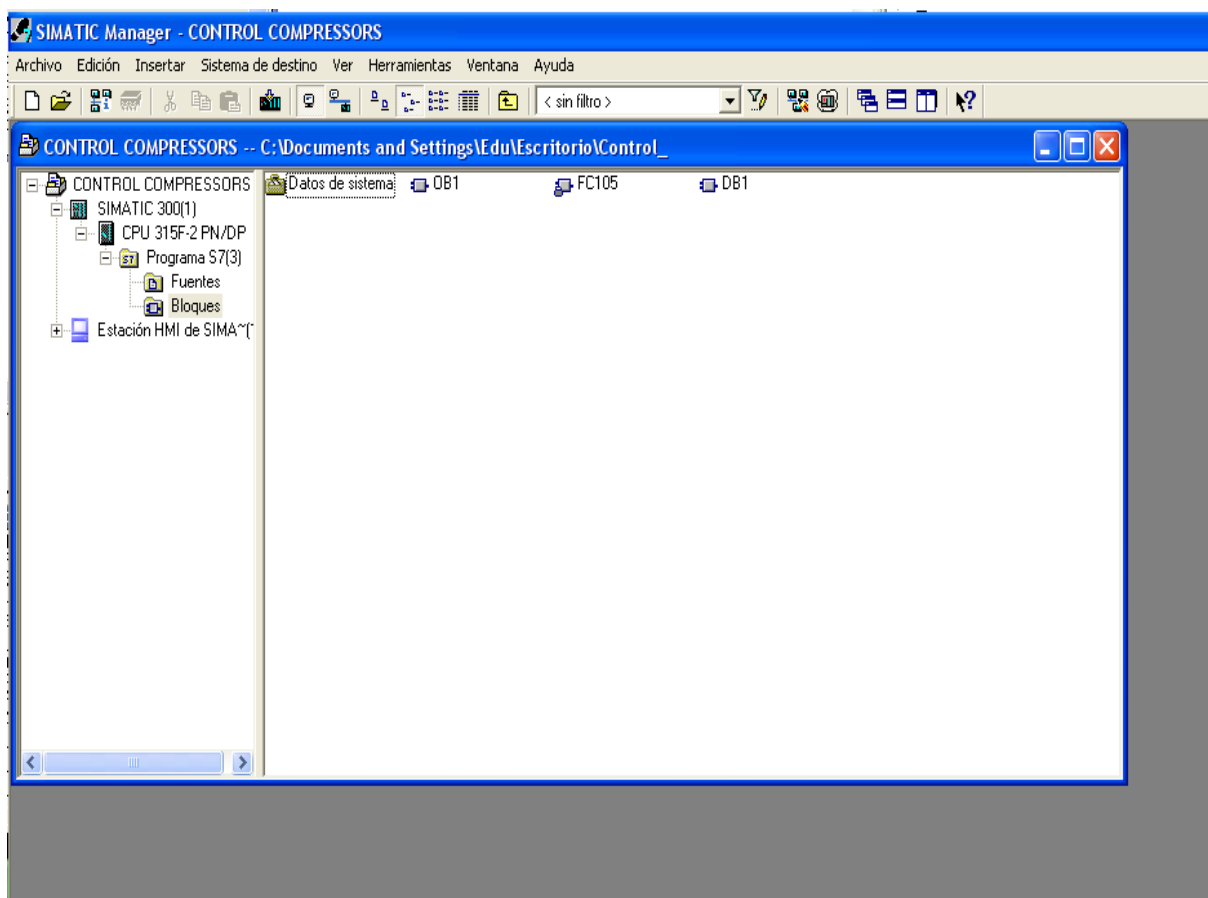 SIMATIC Manager - CONTROL COMPRESSORS
Archivo Edición Insertar Sistema de destino Ver Herramientas Ventana Ayuda
< sin filtro >
CONTROL COMPRESSORS -- C:\Documents and Settings\Edu\Escritorio\Control_
CONTROL COMPRESSORS
SIMATIC 300(1)
CPU 315F-2 PN/DP
Programa S7(3)
Fuentes
Bloques
Estación HMI de SIMA~(
Datos de sistema OB1 FC105 DB1